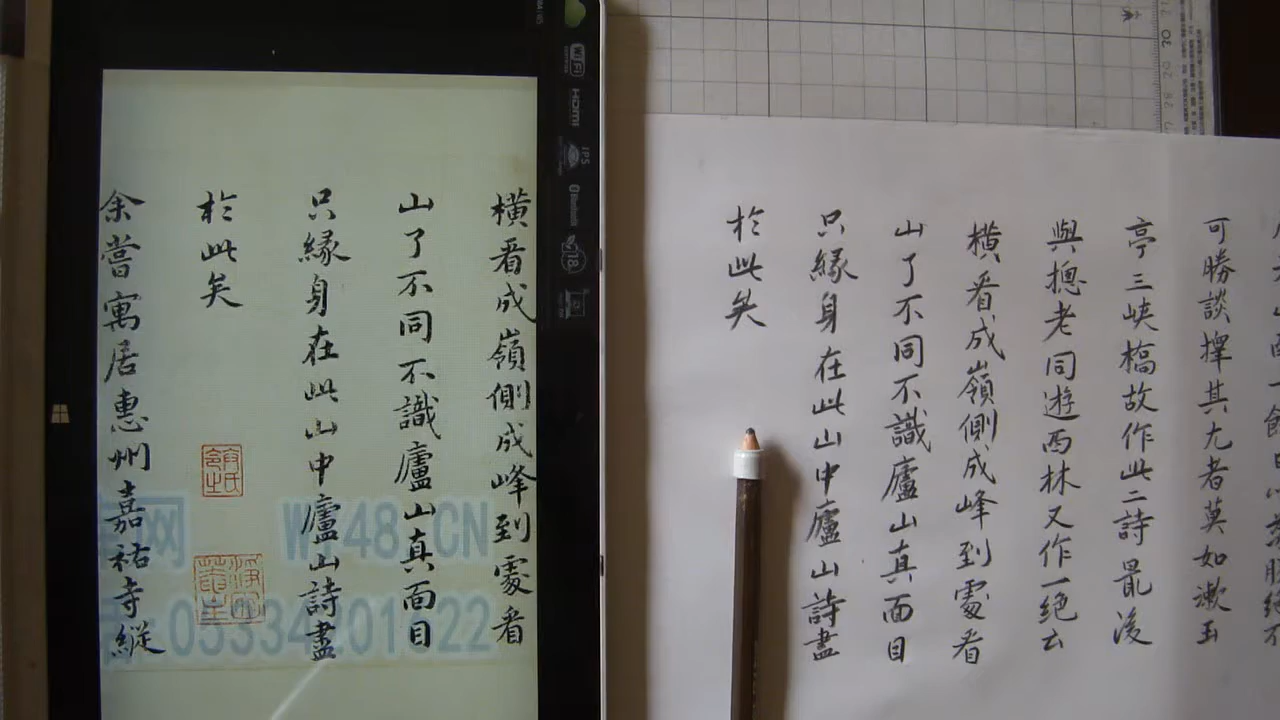 橫看成嶺側成峰到處看
山了不同不識廬山真面目
只緣身在此山中廬山詩盡
於此矣
余嘗寓居惠州嘉祐寺縱
WiFi
HDMI
IPS
Bluetooth
可勝談擇其尤者莫如漱玉
亭三峽橋故作此二詩最後
與摠老同遊西林又作一絕云
橫看成嶺側成峰到處看
山了不同不識廬山真面目
只緣身在此山中廬山詩盡
於此矣